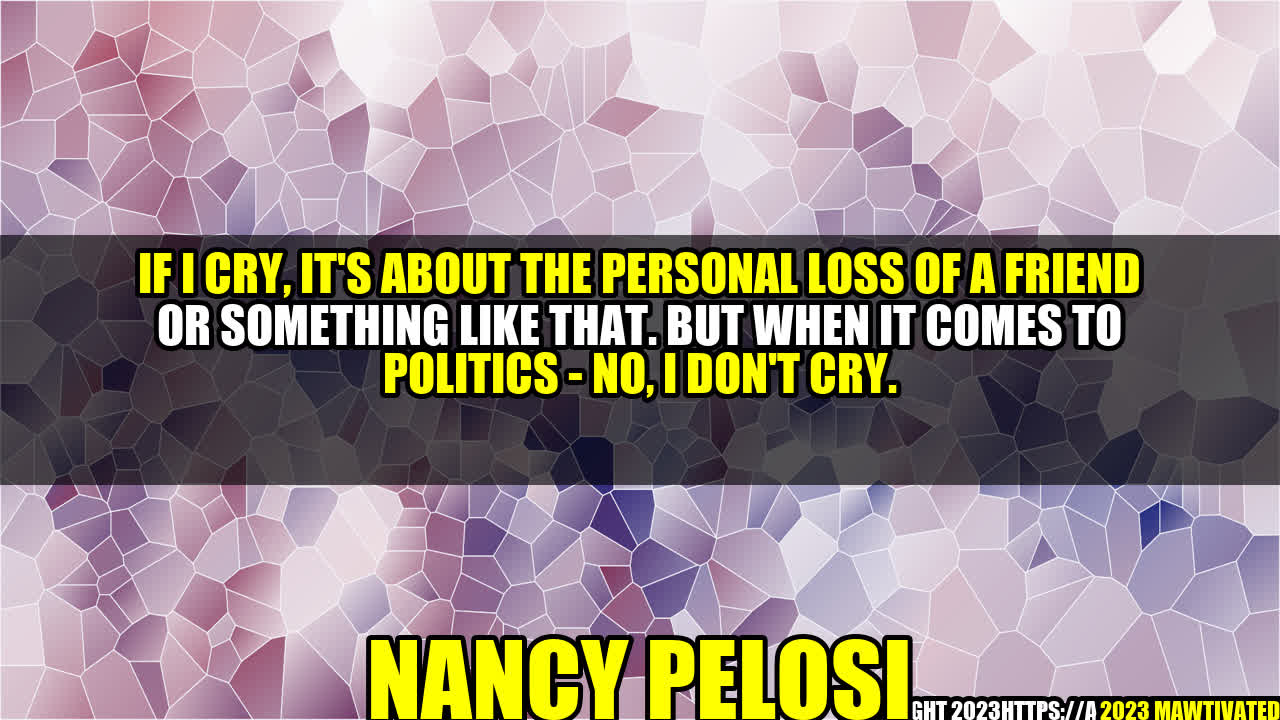 IF I CRY, IT'S ABOUT THE PERSONAL LOSS OF A FRIEND
OR SOMETHING LIKE THAT. BUT WHEN IT COMES TO
POLITICS - NO, I DON'T CRY.
NANCY PELOSI
GHT 2023HTTPS://A 2023 MAWTIVATED